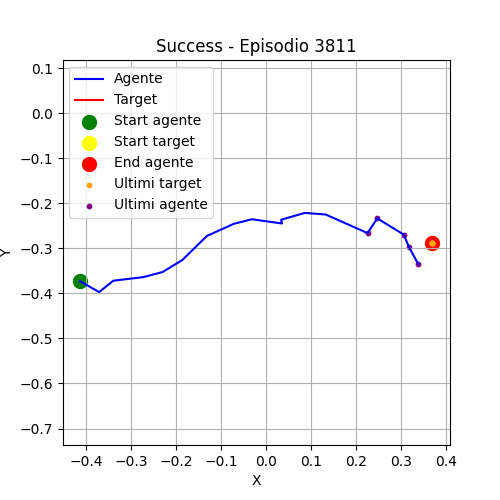 Success - Episodio 3811
Agente
Target
Start agente
Start target
End agente
Ultimi target
Ultimi agente
0.1
0.0
−0.1
−0.2
−0.3
−0.4
−0.5
−0.6
−0.7
Y
−0.4 −0.3 −0.2 −0.1 0.0 0.1 0.2 0.3 0.4
X